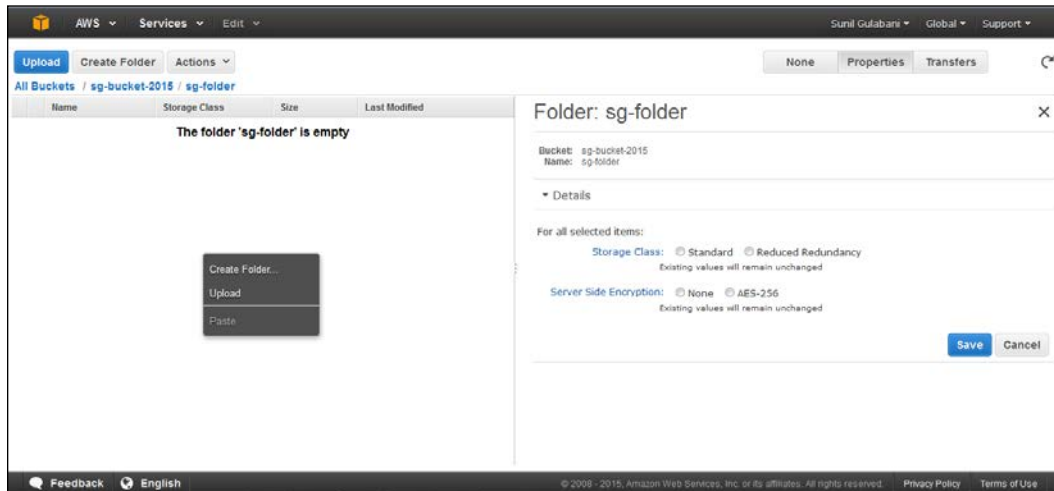 AWS Services Edit Sunil Gulabani Global Support
Upload Create Folder Actions None Properties Transfers
All Buckets / sg-bucket-2015 / sg-folder
Name Storage Class Size Last Modified
The folder 'sg-folder' is empty
Folder: sg-folder
Bucket: sg-bucket-2015
Name: sg-folder
Details
For all selected items:
Storage Class: Standard Reduced Redundancy
Existing values will remain unchanged
Server Side Encryption: None AES-256
Existing values will remain unchanged
Save Cancel
Create Folder...
Upload
Paste
Feedback English © 2008 - 2015, Amazon Web Services, Inc. or its affiliates. All rights reserved. Privacy Policy Terms of Use